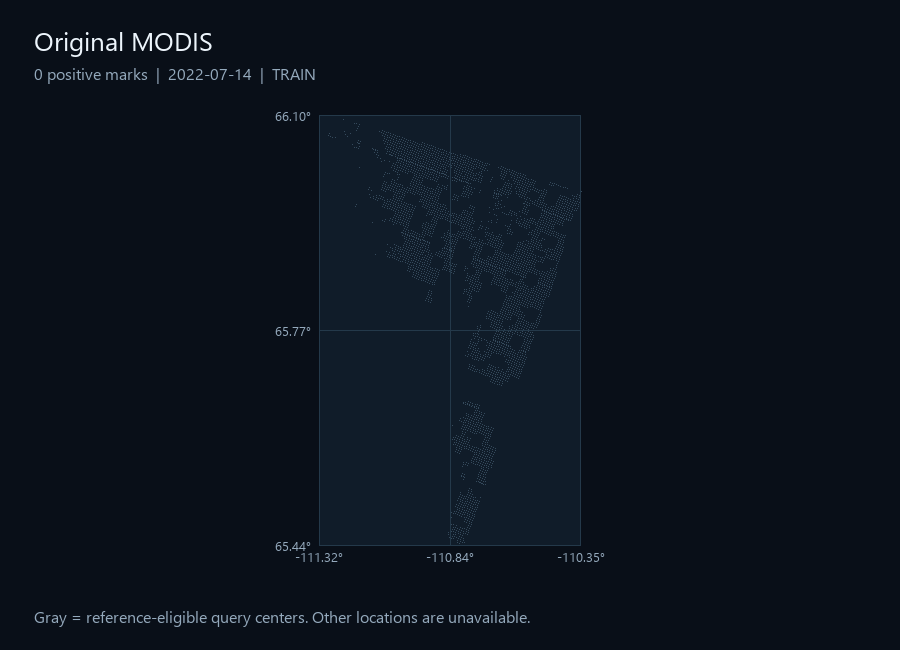 Original MODIS
0 positive marks | 2022-07-14 | TRAIN
66.10°
65.77°
65.44°
-111.32°
-110.84°
-110.35°
Gray = reference-eligible query centers. Other locations are unavailable.